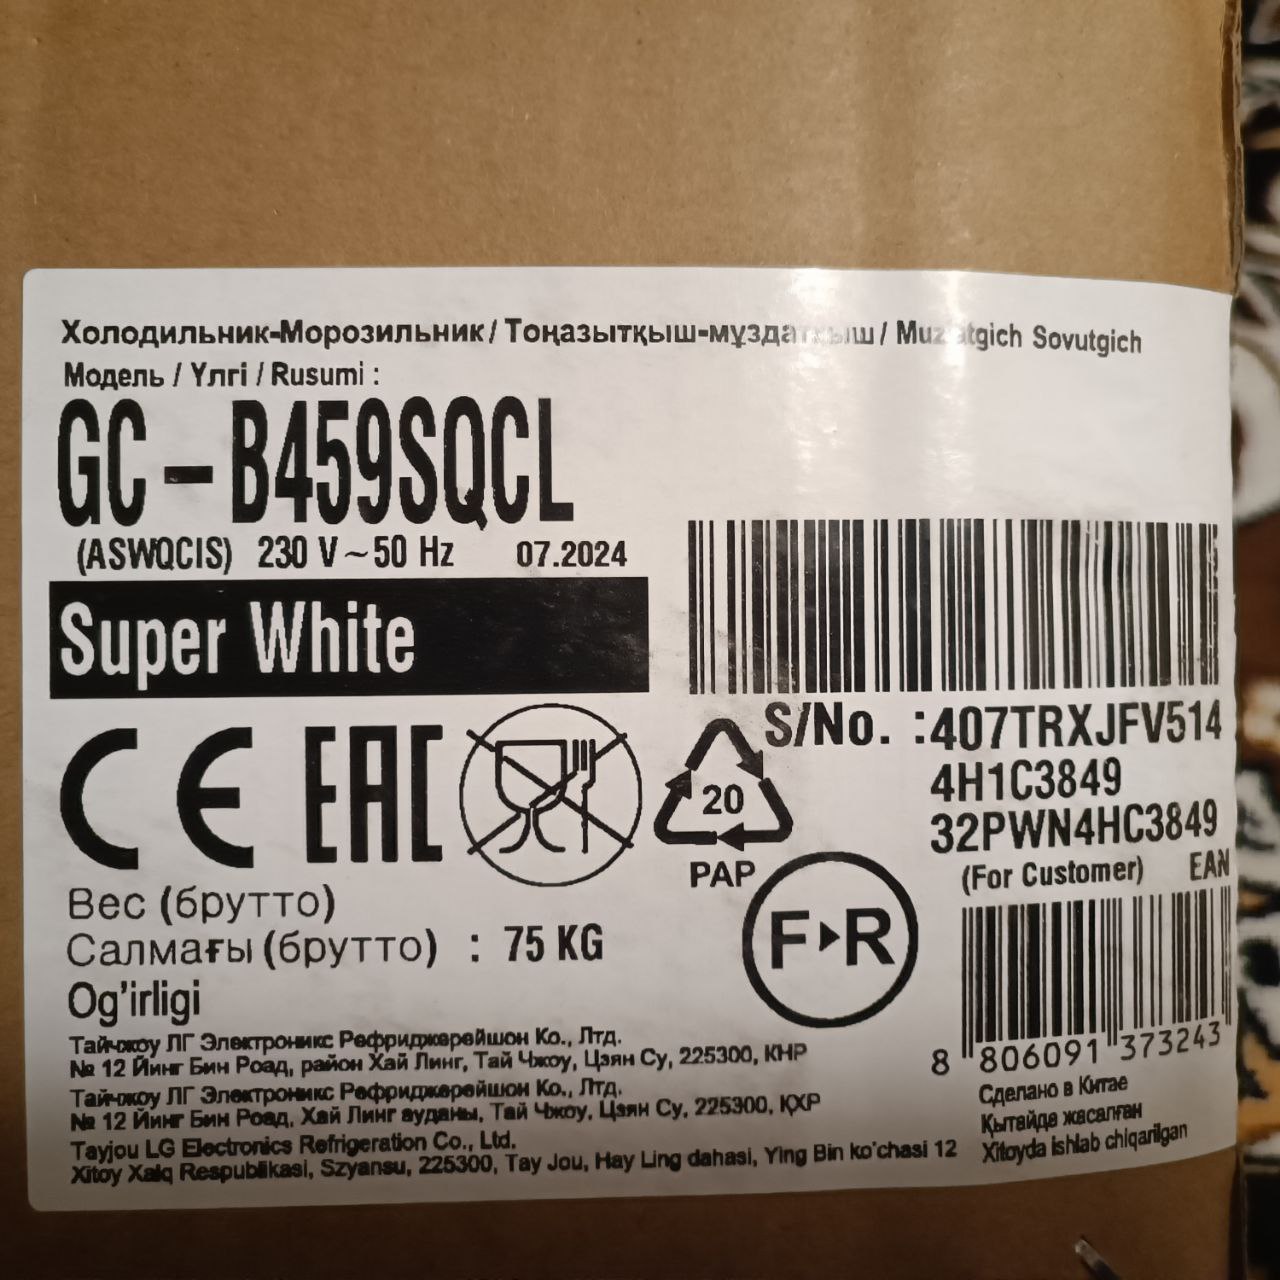 Холодильник-Морозильник / Тоңазытқыш-мұздатқыш / Muzlatgich Sovutgich
Модель / Үлгі / Rusumi :
GC-B459SQCL
(ASWQCIS) 230 V~50 Hz 07.2024
Super White
S/No. :407TRXJFV514
4H1C3849
32PWN4HC3849
(For Customer) EAN
CE EAC
20
PAP
F R
Вес (брутто)
Салмағы (брутто) : 75 KG
Og'irligi
8 806091 373243
Тайчжоу ЛГ Электроникс Рефриджерейшон Ко., Лтд.
№ 12 Йинг Бин Роад, район Хай Линг, Тай Чжоу, Цзян Су, 225300, КНР
Тайчжоу ЛГ Электроникс Рефриджерейшон Ко., Лтд.
№ 12 Йинг Бин Роад, Хай Линг ауданы, Тай Чжоу, Цзян Су, 225300, ҚХР
Tayjou LG Electronics Refrigeration Co., Ltd.
Xitoy Xalq Respublikasi, Szyansu, 225300, Tay Jou, Hay Ling dahasi, Ying Bin ko'chasi 12
Сделано в Китае
Қытайда жасалған
Xitoyda ishlab chiqarilgan